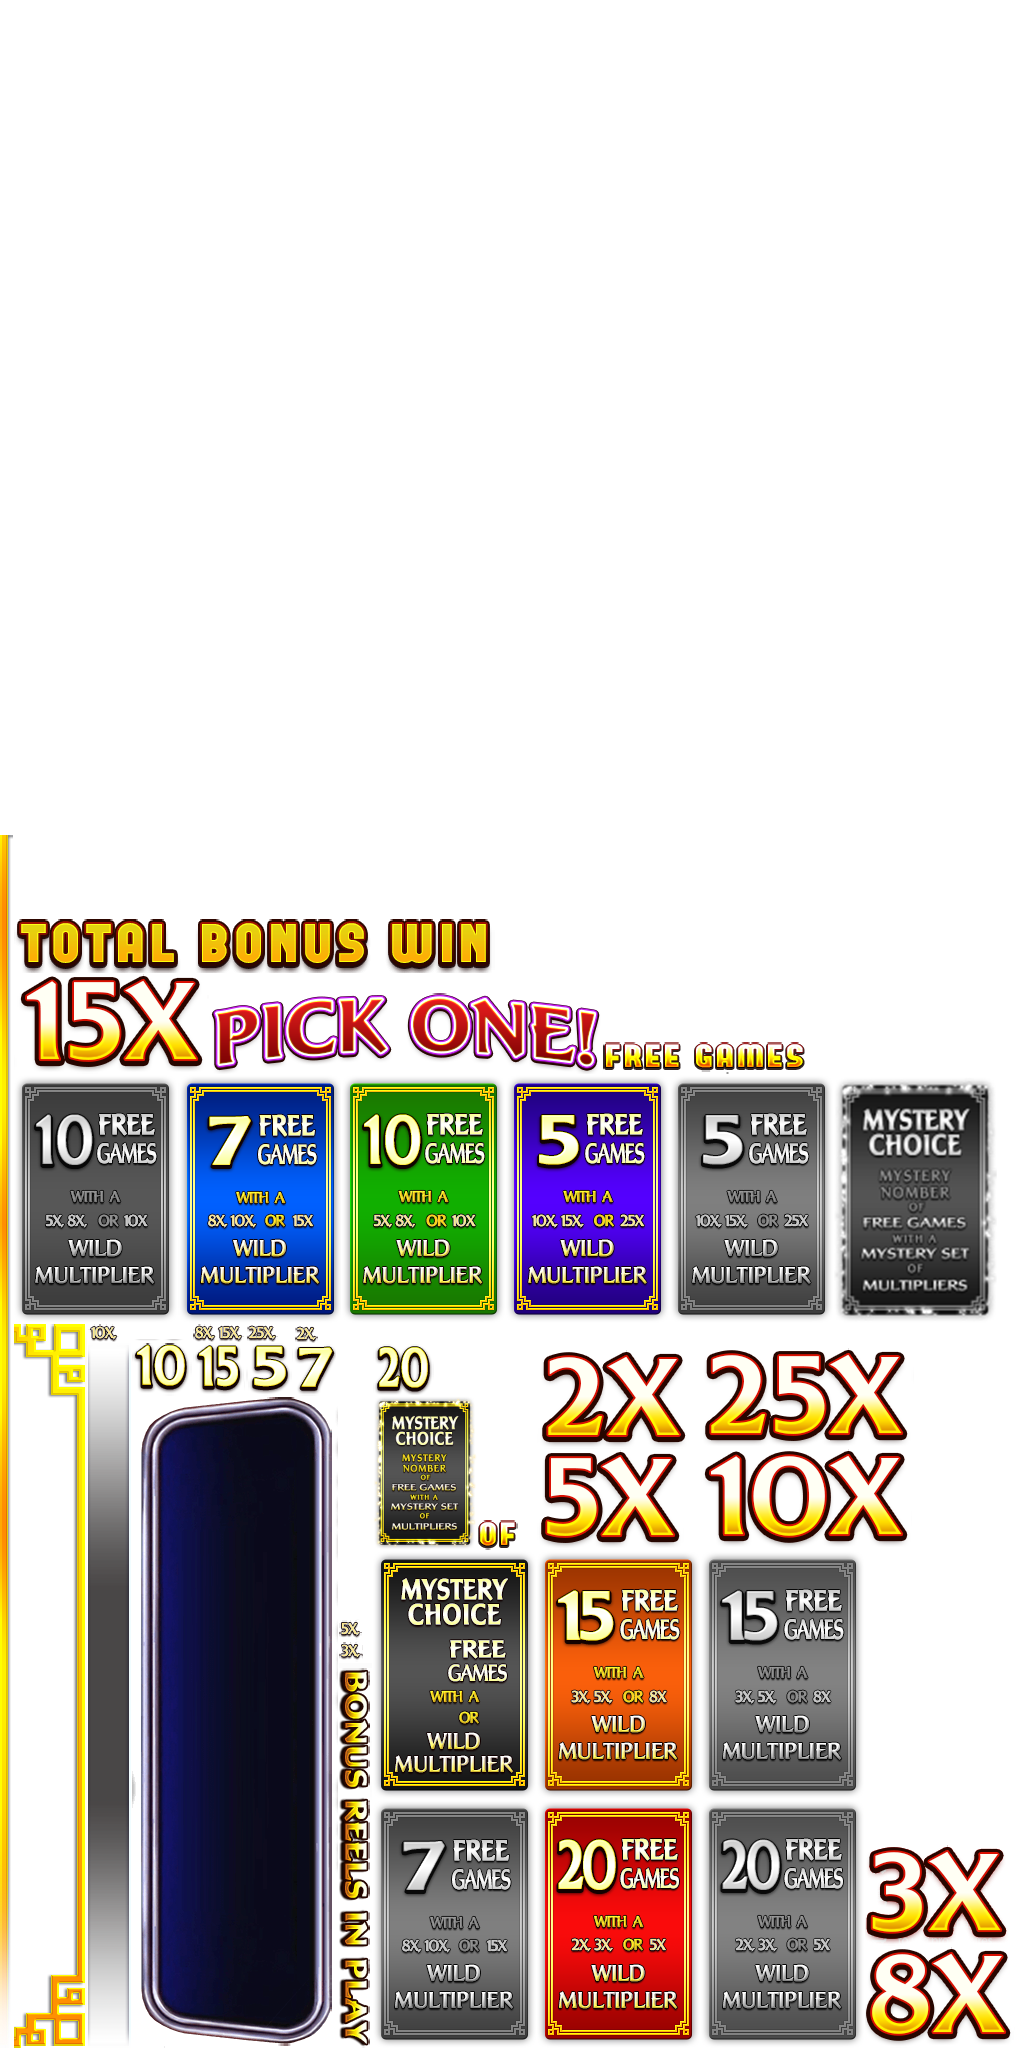 TOTAL BONUS WIN
15X PICK ONE! FREE GAMES
10 FREE GAMES
WITH A
5X, 8X, OR 10X
WILD
MULTIPLIER
7 FREE GAMES
WITH A
8X, 10X, OR 15X
WILD
MULTIPLIER
10 FREE GAMES
WITH A
5X, 8X, OR 10X
WILD
MULTIPLIER
5 FREE GAMES
WITH A
10X, 15X, OR 25X
WILD
MULTIPLIER
5 FREE GAMES
WITH A
10X, 15X, OR 25X
WILD
MULTIPLIER
MYSTERY
CHOICE
MYSTERY
NOMBER
OF
FREE GAMES
WITH A
MYSTERY SET
OF
MULTIPLIERS
10X, 8X, 15X, 25X, 2X,
10 15 5 7 20
2X 25X
5X 10X
MYSTERY
CHOICE
MYSTERY
NOMBER
OF
FREE GAMES
WITH A
MYSTERY SET
OF
MULTIPLIERS
OF
MYSTERY
CHOICE
FREE
GAMES
WITH A
OR
WILD
MULTIPLIER
15 FREE GAMES
WITH A
3X, 5X, OR 8X
WILD
MULTIPLIER
15 FREE GAMES
WITH A
3X, 5X, OR 8X
WILD
MULTIPLIER
5X,
3X,
BONUS REELS IN PLAY
7 FREE GAMES
WITH A
8X, 10X, OR 15X
WILD
MULTIPLIER
20 FREE GAMES
WITH A
2X, 3X, OR 5X
WILD
MULTIPLIER
20 FREE GAMES
WITH A
2X, 3X, OR 5X
WILD
MULTIPLIER
3X
8X